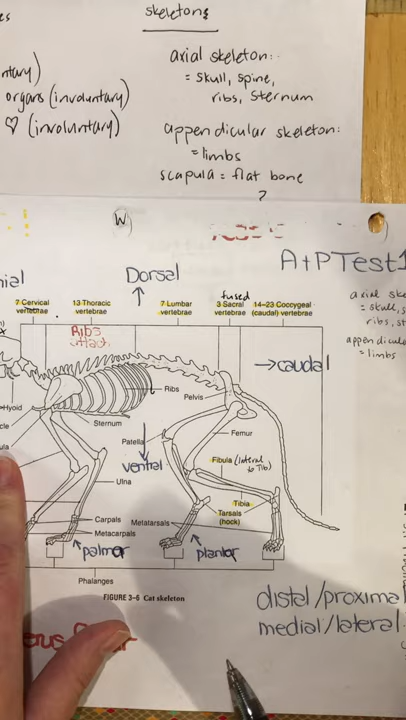 skeletons
axial skeleton:
= skull, spine,
ribs, sternum
organs (involuntary)
♡ (involuntary)
appendicular skeleton:
= limbs
scapula = flat bone
?
W
A+P Test 1
Dorsal
fused
7 Cervical vertebrae
13 Thoracic vertebrae
7 Lumbar vertebrae
3 Sacral vertebrae
14–23 Coccygeal (caudal) vertebrae
Ribs
attach
= skull, s
ribs, st
= limbs
→caudal
Ribs
Pelvis
Hyoid
Sternum
Patella
Femur
ventral
Fibula (lateral to Tib)
Ulna
Tibia
Tarsals
(hock)
Carpals
Metacarpals
Metatarsals
palmar
plantar
Phalanges
FIGURE 3–6 Cat skeleton
distal/proxima
medial/lateral